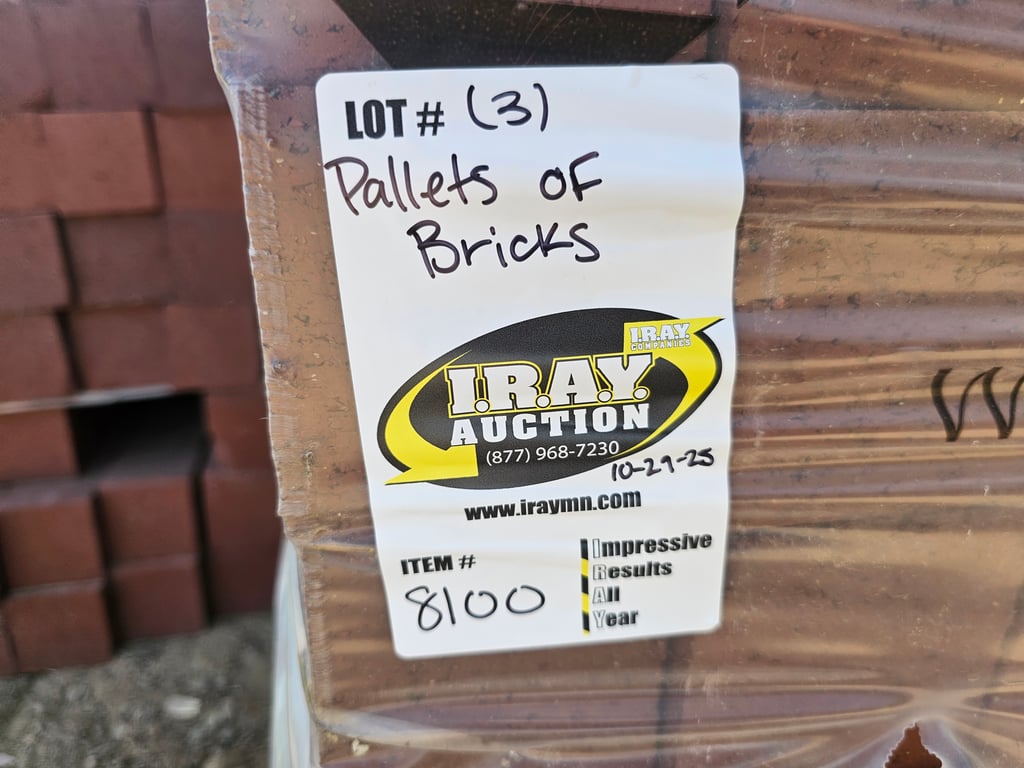 LOT # (3)
Pallets of
Bricks
I.R.A.Y.
COMPANIES
I.R.A.Y.
AUCTION
(877) 968-7230
10-29-25
www.iraymn.com
ITEM #
8100
Impressive
Results
All
Year
W